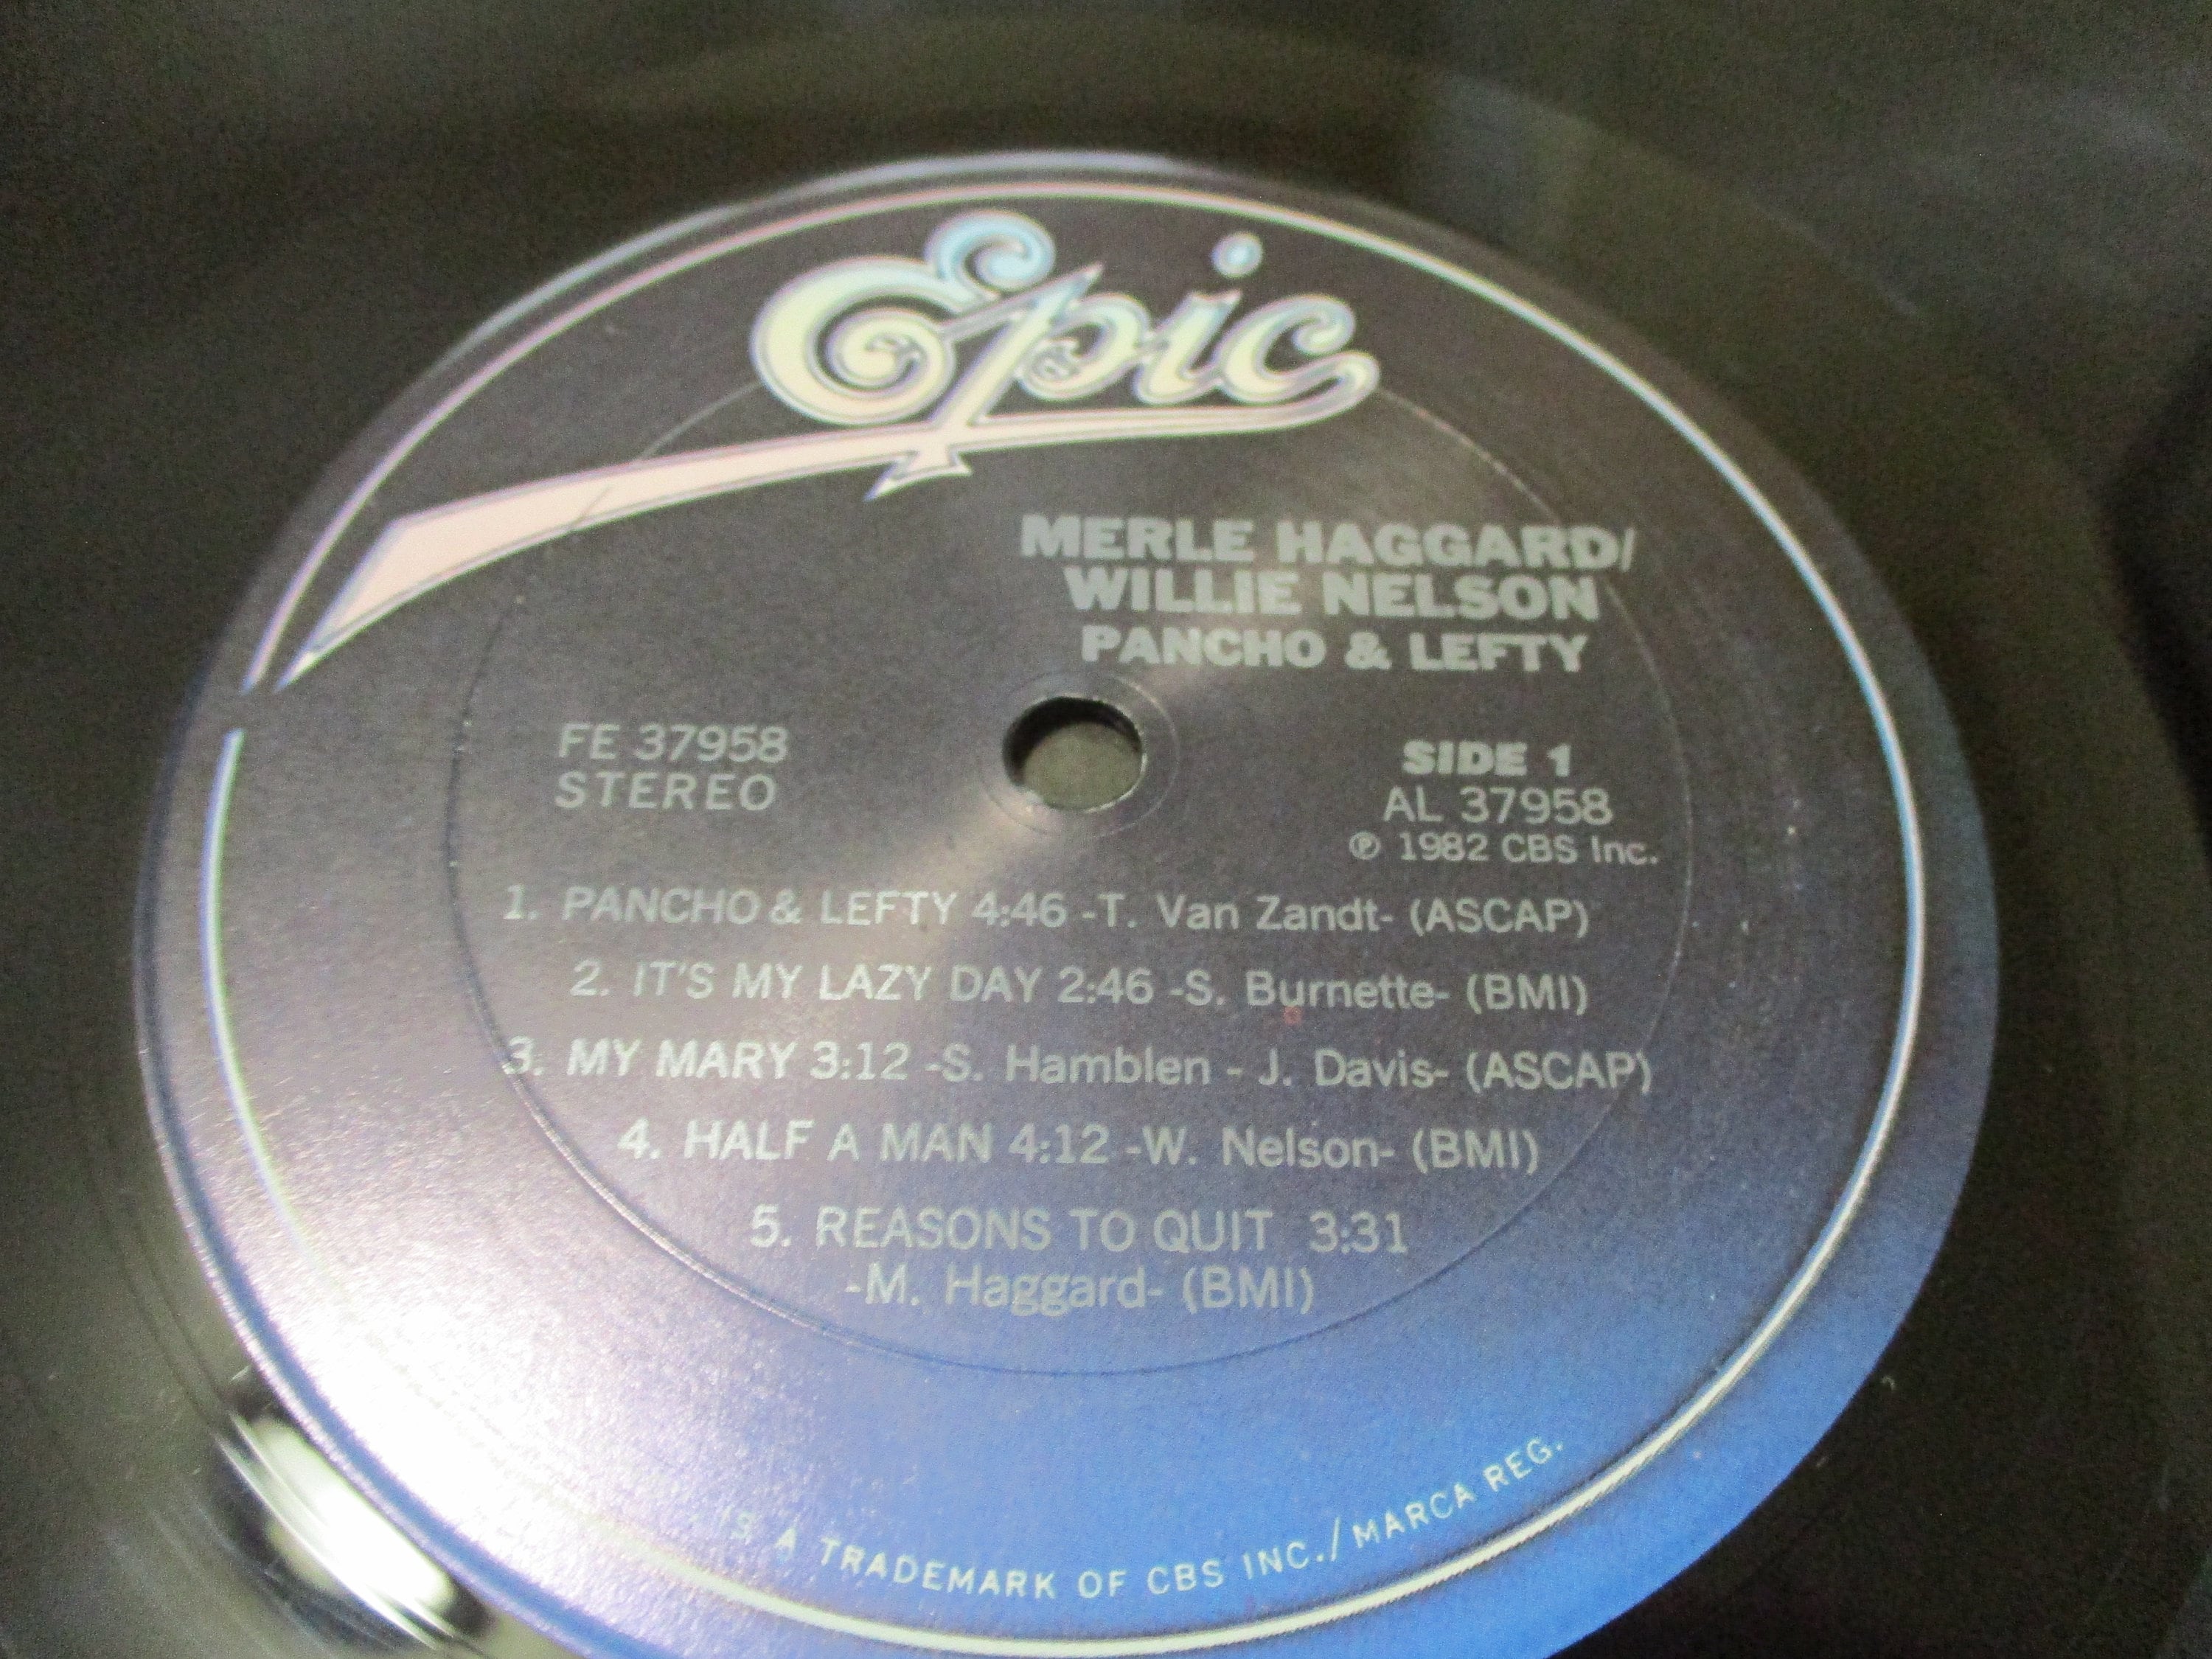 Epic
MERLE HAGGARD/
WILLIE NELSON
PANCHO & LEFTY
FE 37958
STEREO
SIDE 1
AL 37958
℗ 1982 CBS Inc.
1. PANCHO & LEFTY 4:46 -T. Van Zandt- (ASCAP)
2. IT'S MY LAZY DAY 2:46 -S. Burnette- (BMI)
3. MY MARY 3:12 -S. Hamblen - J. Davis- (ASCAP)
4. HALF A MAN 4:12 -W. Nelson- (BMI)
5. REASONS TO QUIT 3:31
-M. Haggard- (BMI)
IS A TRADEMARK OF CBS INC./MARCA REG.